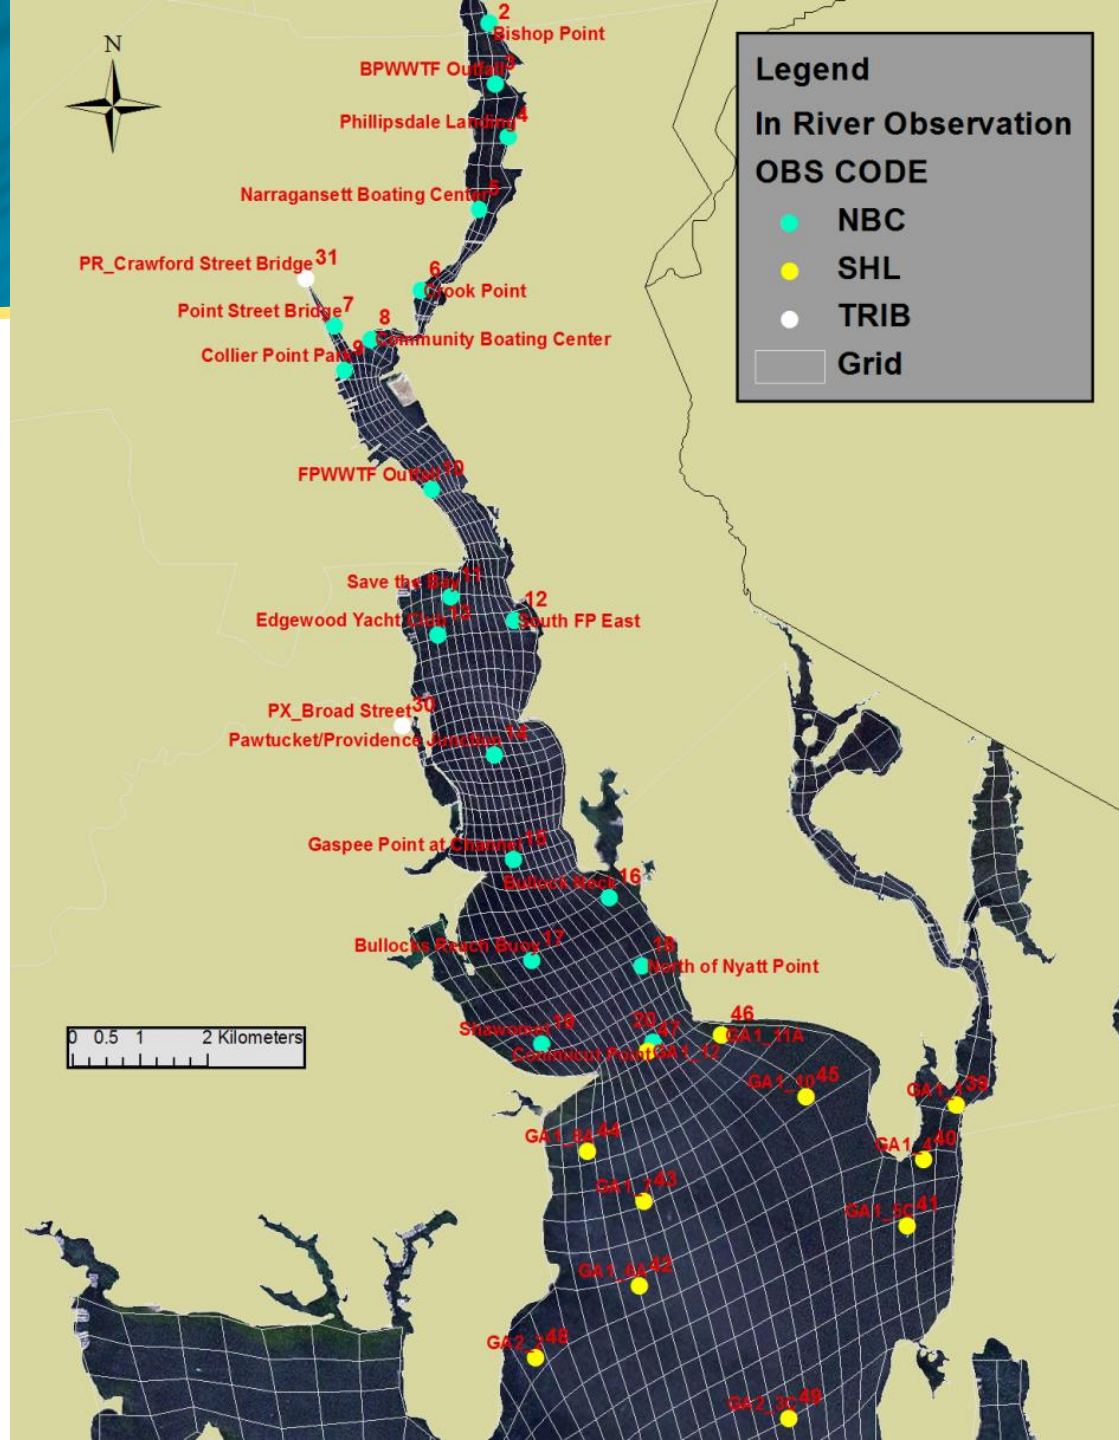 N
2
Bishop Point
BPWWTF Outfall 3
Phillipsdale Landing 4
Narragansett Boating Center 5
PR_Crawford Street Bridge 31
6
Crook Point
Point Street Bridge 7
8
Community Boating Center
Collier Point Park 9
FPWWTF Outfall 10
Save the Bay 11
12
South FP East
Edgewood Yacht Club 13
PX_Broad Street 30
Pawtucket/Providence Junction 14
Gaspee Point at Channel 15
Bullock Neck 16
Bullocks Reach Buoy 17
18
North of Nyatt Point
Shawomet 19
20
47
Conimicut Point
GA1_12
46
GA1_11A
GA1_10 45
GA1_1 39
GA1_4 40
GA1_8A 44
GA1_7 43
GA1_5C 41
GA1_6A 42
GA2_2 48
GA2_3C 49
Legend
In River Observation
OBS CODE
NBC
SHL
TRIB
Grid
0 0.5 1 2 Kilometers